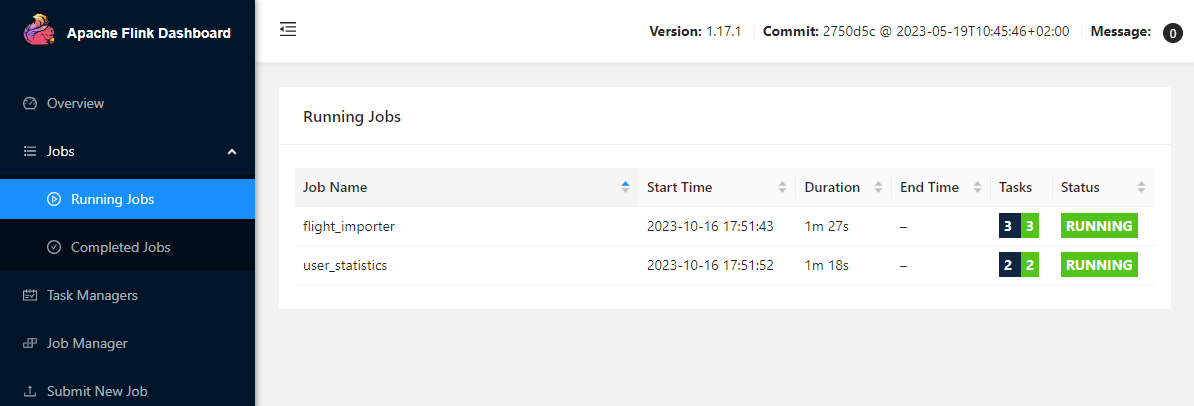 Apache Flink Dashboard
Version: 1.17.1 Commit: 2750d5c @ 2023-05-19T10:45:46+02:00 Message: 0
Overview
Jobs
Running Jobs
Completed Jobs
Task Managers
Job Manager
Submit New Job
Running Jobs
Job Name Start Time Duration End Time Tasks Status
flight_importer 2023-10-16 17:51:43 1m 27s – 3 3 RUNNING
user_statistics 2023-10-16 17:51:52 1m 18s – 2 2 RUNNING